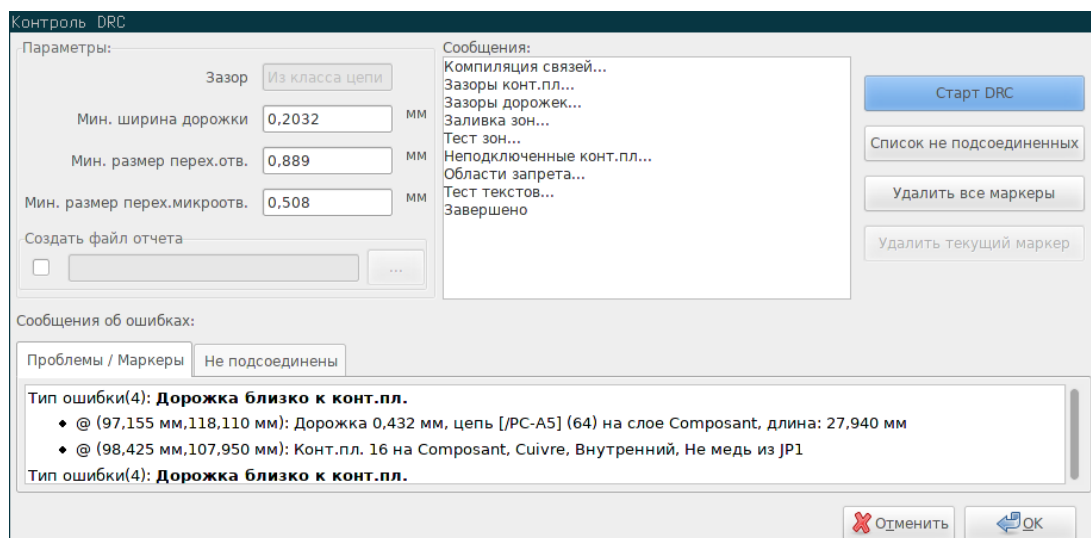 Контроль DRC
Параметры:
Зазор Из класса цепи
Мин. ширина дорожки 0,2032 мм
Мин. размер перех.отв. 0,889 мм
Мин. размер перех.микроотв. 0,508 мм
Создать файл отчета
...
Сообщения:
Компиляция связей...
Зазоры конт.пл...
Зазоры дорожек...
Заливка зон...
Тест зон...
Неподключенные конт.пл...
Области запрета...
Тест текстов...
Завершено
Старт DRC
Список не подсоединенных
Удалить все маркеры
Удалить текущий маркер
Сообщения об ошибках:
Проблемы / Маркеры Не подсоединены
Тип ошибки(4): Дорожка близко к конт.пл.
@ (97,155 мм,118,110 мм): Дорожка 0,432 мм, цепь [/PC-A5] (64) на слое Composant, длина: 27,940 мм
@ (98,425 мм,107,950 мм): Конт.пл. 16 на Composant, Cuivre, Внутренний, Не медь из JP1
Тип ошибки(4): Дорожка близко к конт.пл.
Отменить OK